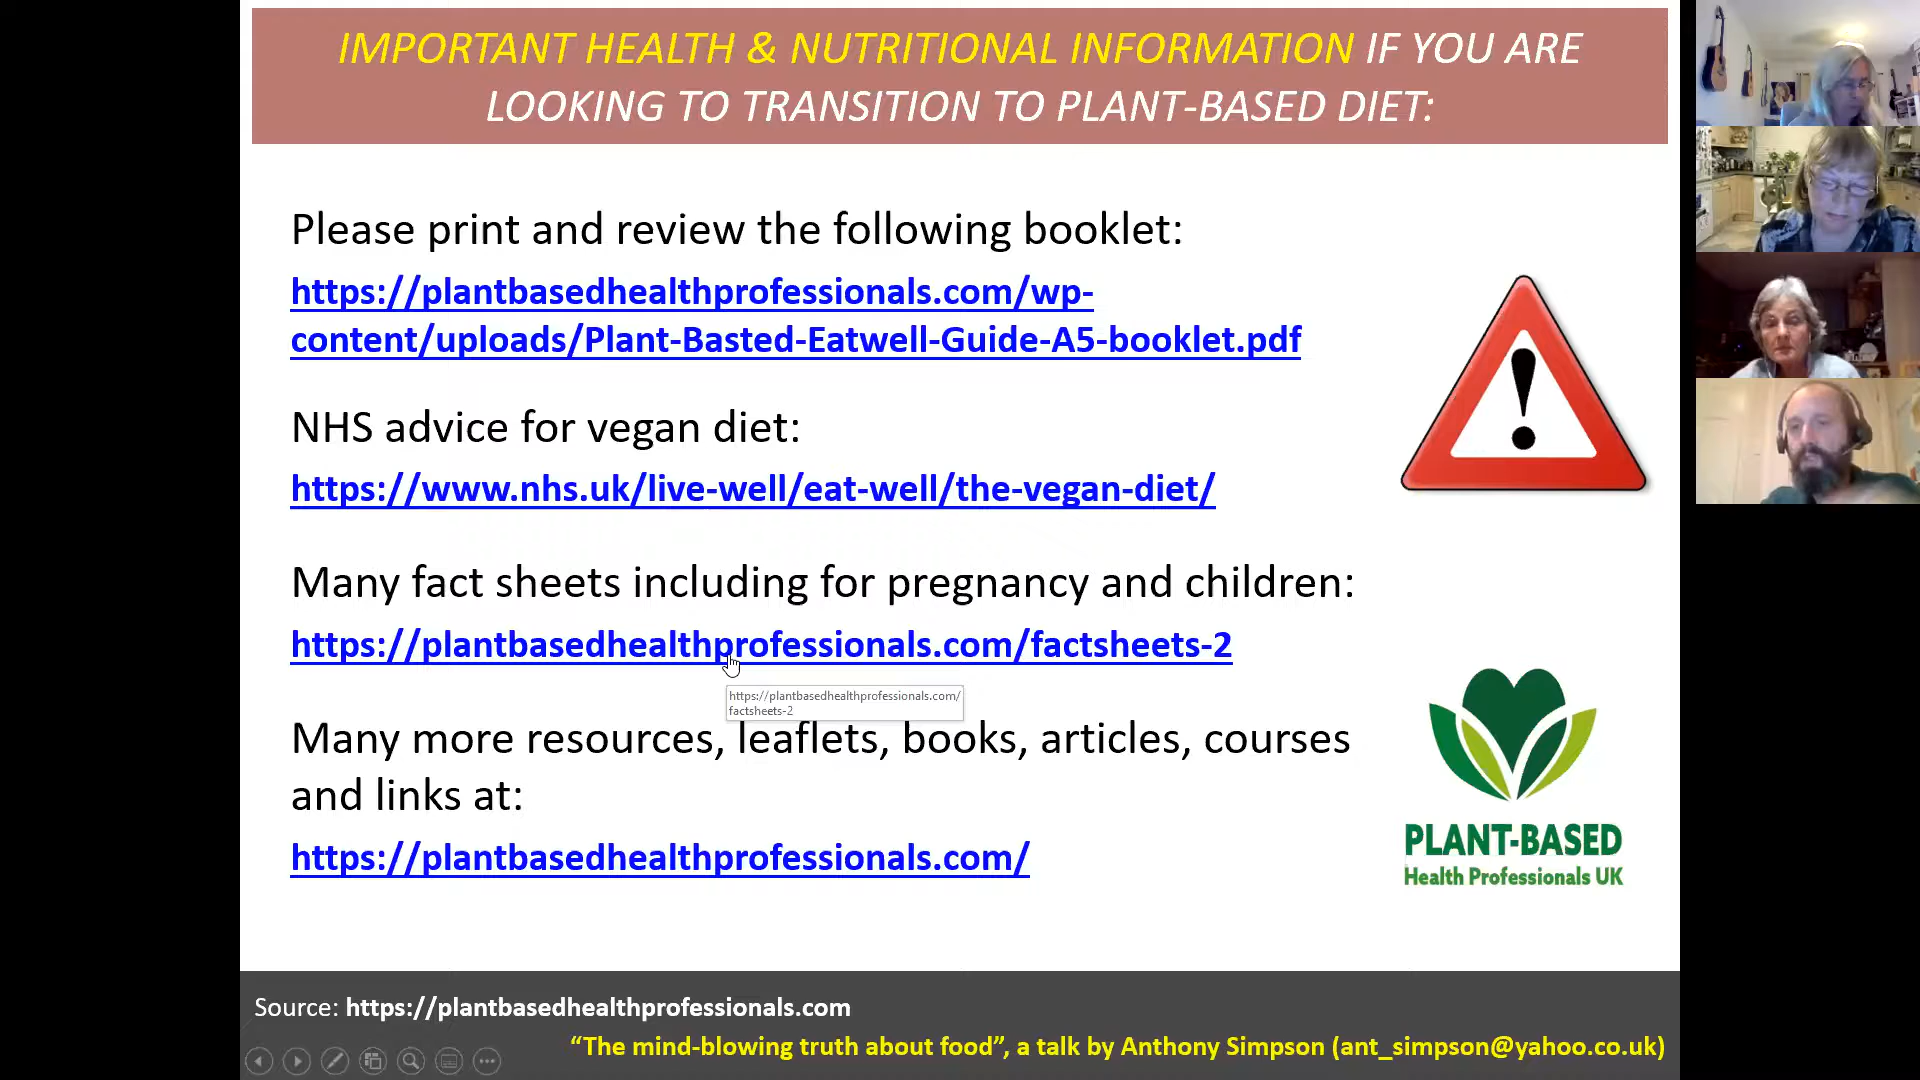 IMPORTANT HEALTH & NUTRITIONAL INFORMATION IF YOU ARE
LOOKING TO TRANSITION TO PLANT-BASED DIET:
Please print and review the following booklet:
https://plantbasedhealthprofessionals.com/wp-
content/uploads/Plant-Basted-Eatwell-Guide-A5-booklet.pdf
NHS advice for vegan diet:
https://www.nhs.uk/live-well/eat-well/the-vegan-diet/
Many fact sheets including for pregnancy and children:
https://plantbasedhealthprofessionals.com/factsheets-2
https://plantbasedhealthprofessionals.com/
factsheets-2
Many more resources, leaflets, books, articles, courses
and links at:
https://plantbasedhealthprofessionals.com/
PLANT-BASED
Health Professionals UK
Source: https://plantbasedhealthprofessionals.com
“The mind-blowing truth about food”, a talk by Anthony Simpson (ant_simpson@yahoo.co.uk)